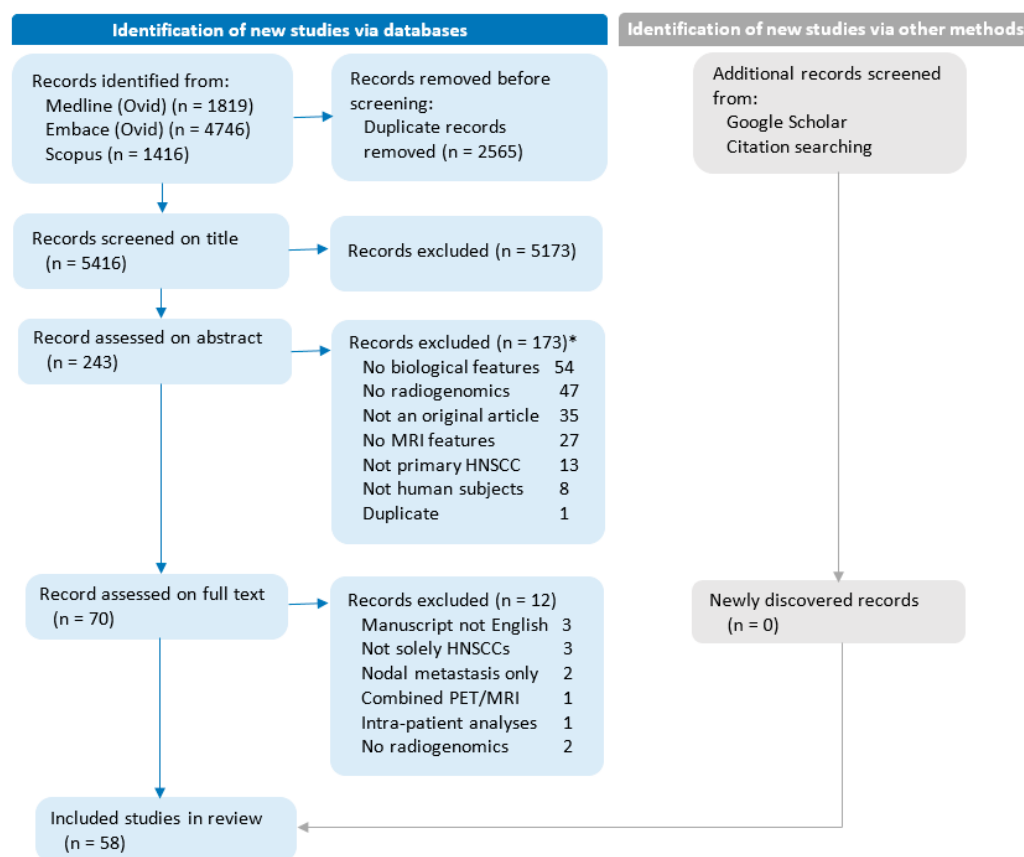 Identification of new studies via databases
Identification of new studies via other methods
Records identified from:
Medline (Ovid) (n = 1819)
Embace (Ovid) (n = 4746)
Scopus (n = 1416)
Records removed before
screening:
Duplicate records
removed (n = 2565)
Additional records screened
from:
Google Scholar
Citation searching
Records screened on title
(n = 5416)
Records excluded (n = 5173)
Record assessed on abstract
(n = 243)
Records excluded (n = 173)*
No biological features 54
No radiogenomics 47
Not an original article 35
No MRI features 27
Not primary HNSCC 13
Not human subjects 8
Duplicate 1
Record assessed on full text
(n = 70)
Records excluded (n = 12)
Manuscript not English 3
Not solely HNSCCs 3
Nodal metastasis only 2
Combined PET/MRI 1
Intra-patient analyses 1
No radiogenomics 2
Newly discovered records
(n = 0)
Included studies in review
(n = 58)